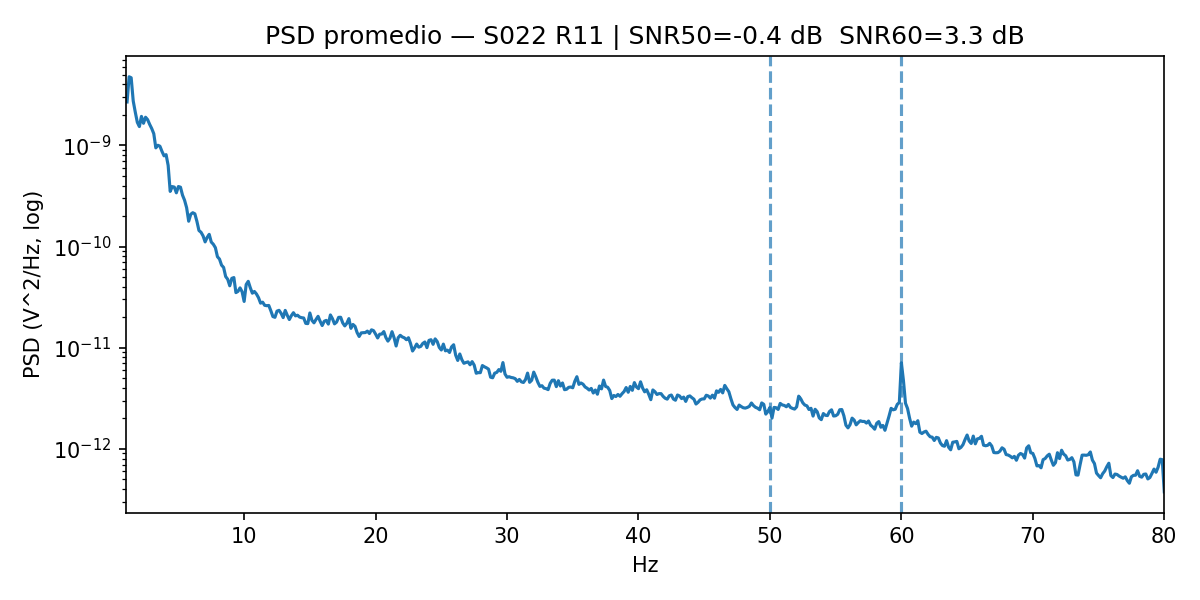 PSD promedio — S022 R11 | SNR50=-0.4 dB  SNR60=3.3 dB
PSD (V^2/Hz, log)
10⁻⁹
10⁻¹⁰
10⁻¹¹
10⁻¹²
10 20 30 40 50 60 70 80
Hz